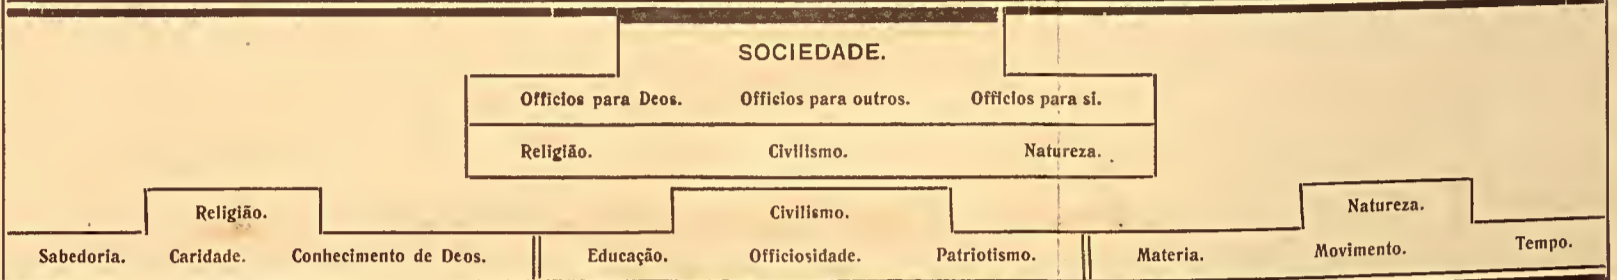 SOCIEDADE.
Officios para Deos. Officios para outros. Officios para si.
Religião. Civilismo. Natureza.
Religião. Civilismo. Natureza.
Sabedoria. Caridade. Conhecimento de Deos. Educação. Officiosidade. Patriotismo. Materia. Movimento. Tempo.